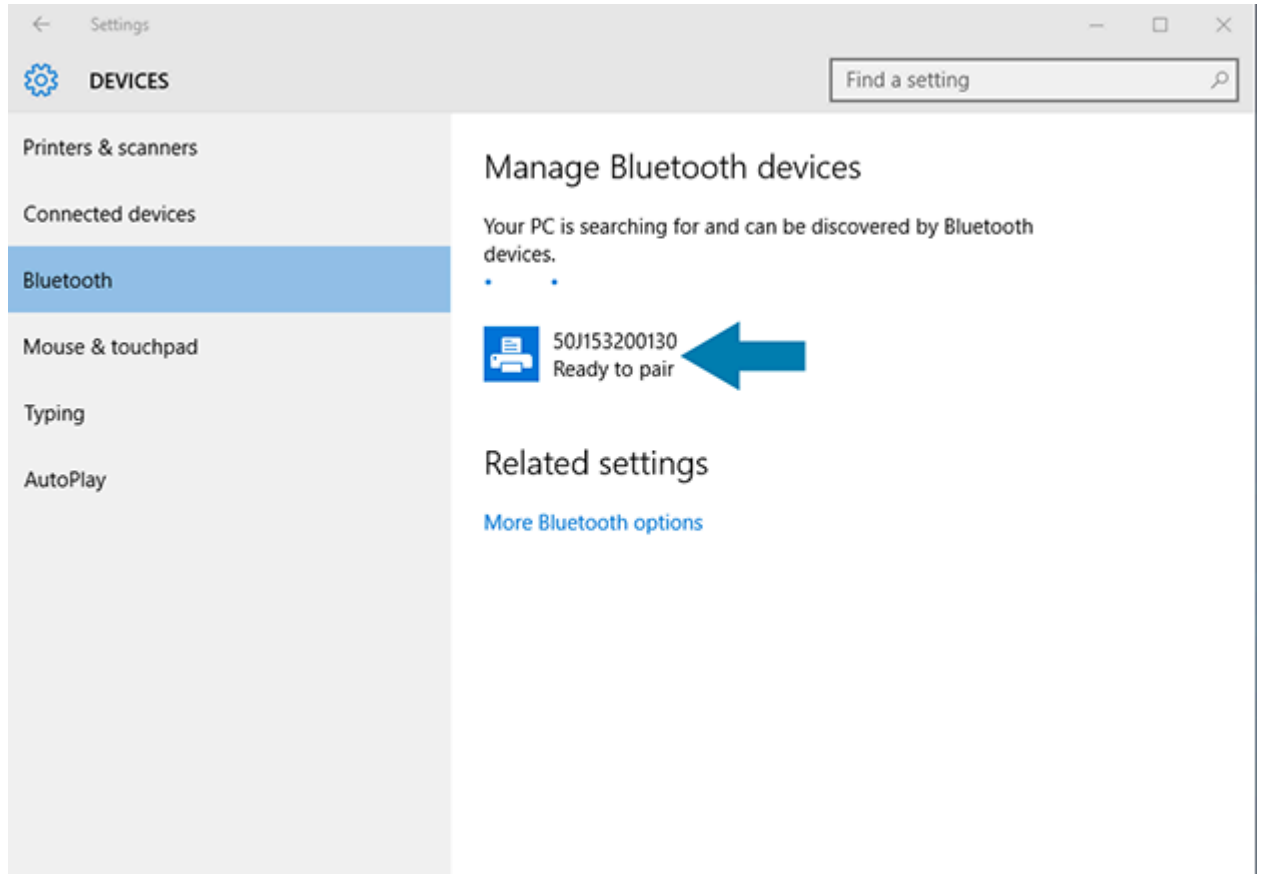 Settings
DEVICES
Find a setting
Printers & scanners
Connected devices
Bluetooth
Mouse & touchpad
Typing
AutoPlay
Manage Bluetooth devices
Your PC is searching for and can be discovered by Bluetooth
devices.
50J153200130
Ready to pair
Related settings
More Bluetooth options